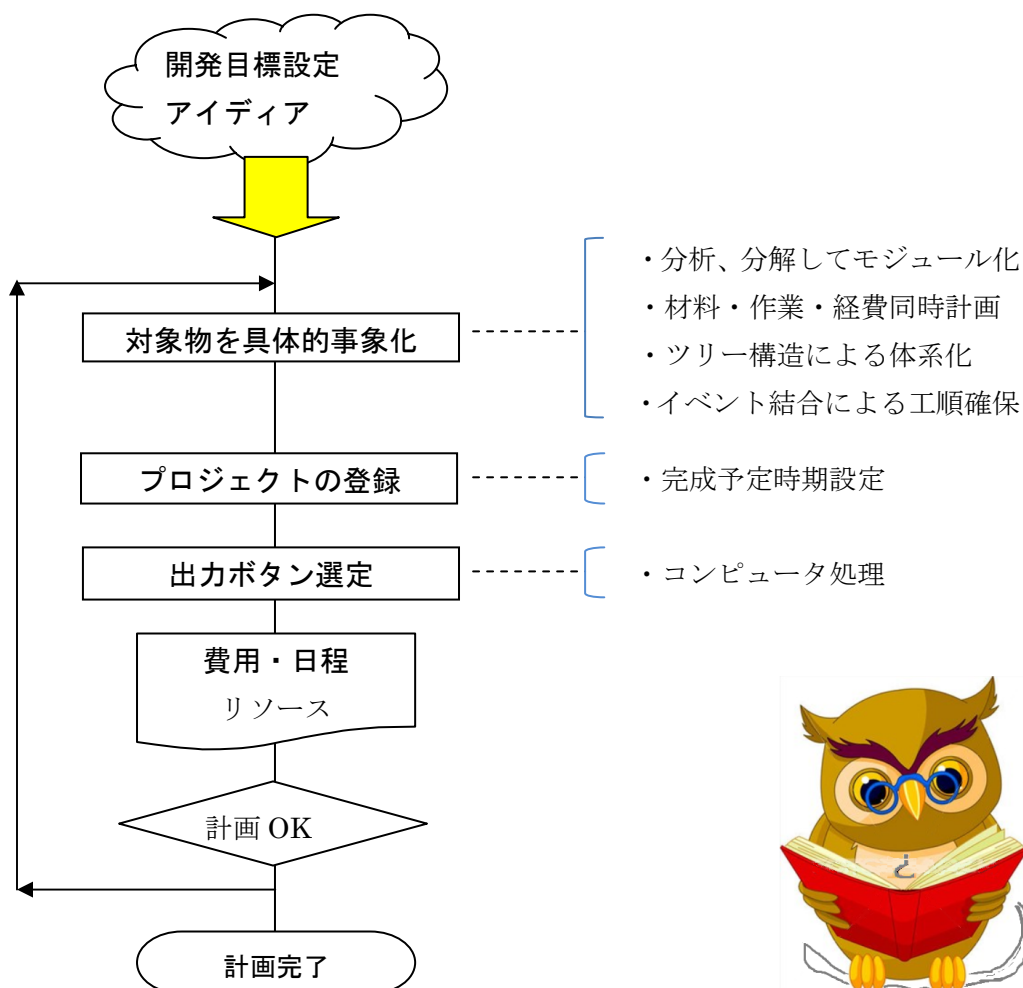 開発目標設定
アイディア
対象物を具体的事象化
・分析、分解してモジュール化
・材料・作業・経費同時計画
・ツリー構造による体系化
・イベント結合による工順確保
プロジェクトの登録
・完成予定時期設定
出力ボタン選定
・コンピュータ処理
費用・日程
リソース
計画 OK
計画完了
¿